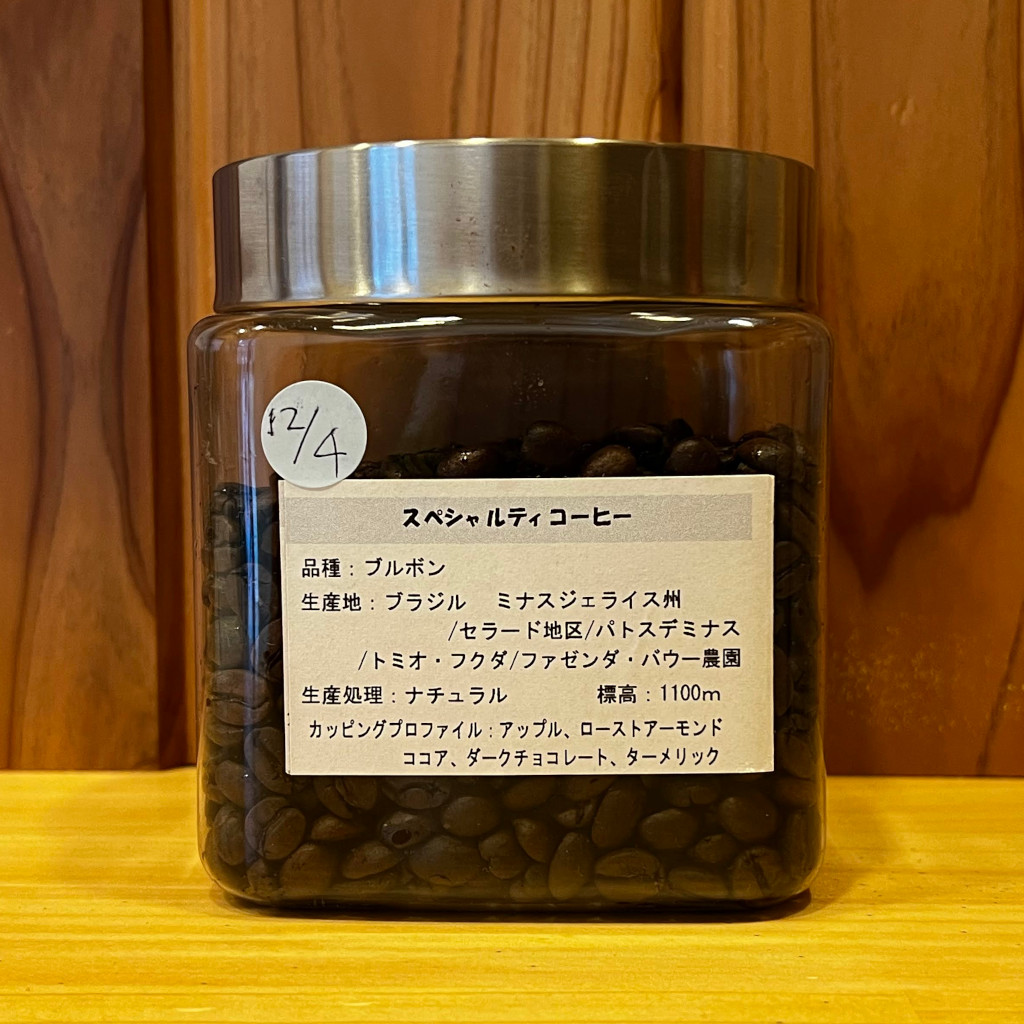 12/4
スペシャルティコーヒー
品種：ブルボン
生産地：ブラジル　ミナスジェライス州
/セラード地区/パトスデミナス
/トミオ・フクダ/ファゼンダ・バウー農園
生産処理：ナチュラル　標高：1100m
カッピングプロファイル：アップル、ローストアーモンド
ココア、ダークチョコレート、ターメリック